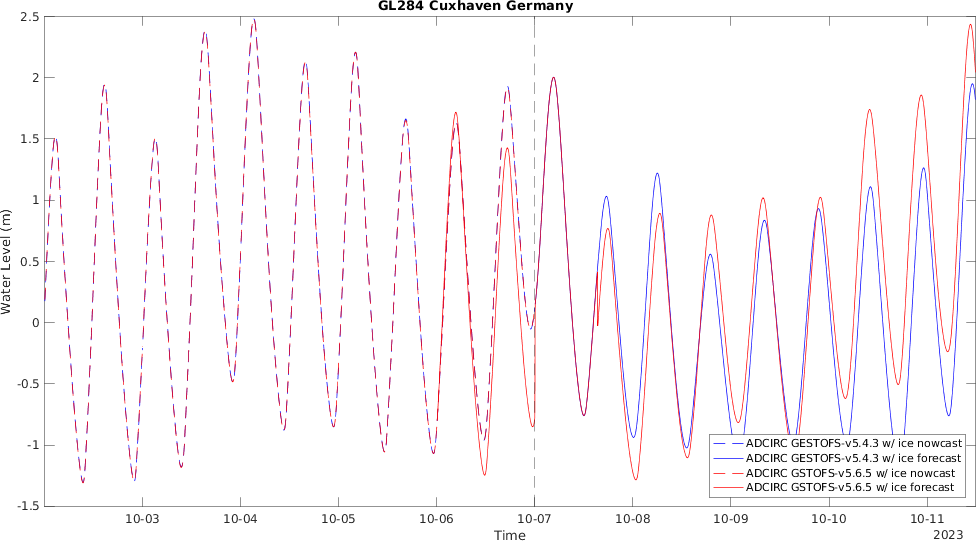 GL284 Cuxhaven Germany
2.5
2
1.5
1
0.5
0
-0.5
-1
-1.5
Water Level (m)
10-03 10-04 10-05 10-06 10-07 10-08 10-09 10-10 10-11
2023
Time
ADCIRC GESTOFS-v5.4.3 w/ ice nowcast
ADCIRC GESTOFS-v5.4.3 w/ ice forecast
ADCIRC GSTOFS-v5.6.5 w/ ice nowcast
ADCIRC GSTOFS-v5.6.5 w/ ice forecast